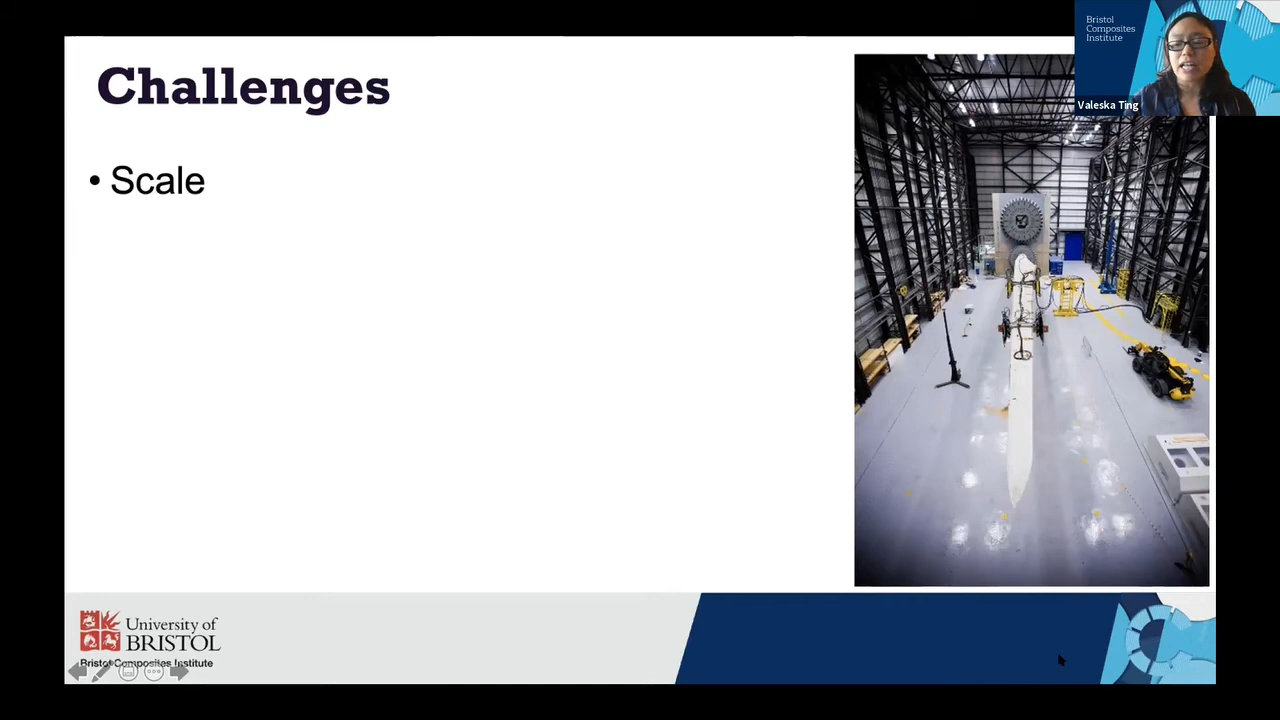 Bristol
Composites
Institute
Valeska Ting
Challenges
• Scale
University of
BRISTOL
Bristol Composites Institute